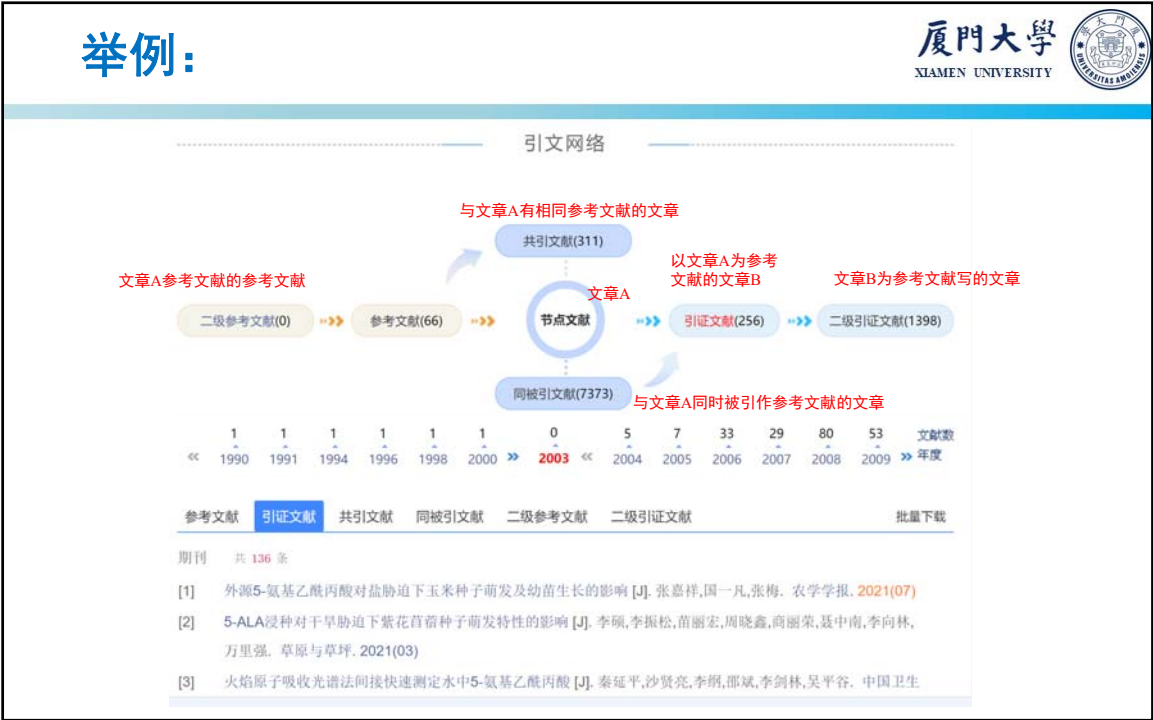 举例：
厦門大學
XIAMEN UNIVERSITY
UNIVERSITAS AMOIENSIS
引文网络
与文章A有相同参考文献的文章
共引文献(311)
以文章A为参考
文献的文章B
文章A参考文献的参考文献
文章B为参考文献写的文章
文章A
二级参考文献(0)
参考文献(66)
节点文献
引证文献(256)
二级引证文献(1398)
同被引文献(7373)
与文章A同时被引作参考文献的文章
1 1 1 1 1 1 0 5 7 33 29 80 53 文献数
« 1990 1991 1994 1996 1998 2000 » 2003 « 2004 2005 2006 2007 2008 2009 » 年度
参考文献 引证文献 共引文献 同被引文献 二级参考文献 二级引证文献 批量下载
期刊 共 136 条
[1] 外源5-氨基乙酰丙酸对盐胁迫下玉米种子萌发及幼苗生长的影响 [J]. 张嘉祥,国一凡,张梅. 农学学报. 2021(07)
[2] 5-ALA浸种对干旱胁迫下紫花苜蓿种子萌发特性的影响 [J]. 李硕,李振松,苗丽宏,周晓鑫,商丽荣,聂中南,李向林,
万里强. 草原与草坪. 2021(03)
[3] 火焰原子吸收光谱法间接快速测定水中5-氨基乙酰丙酸 [J]. 秦延平,沙贤亮,李纲,邵斌,李剑林,吴平谷. 中国卫生